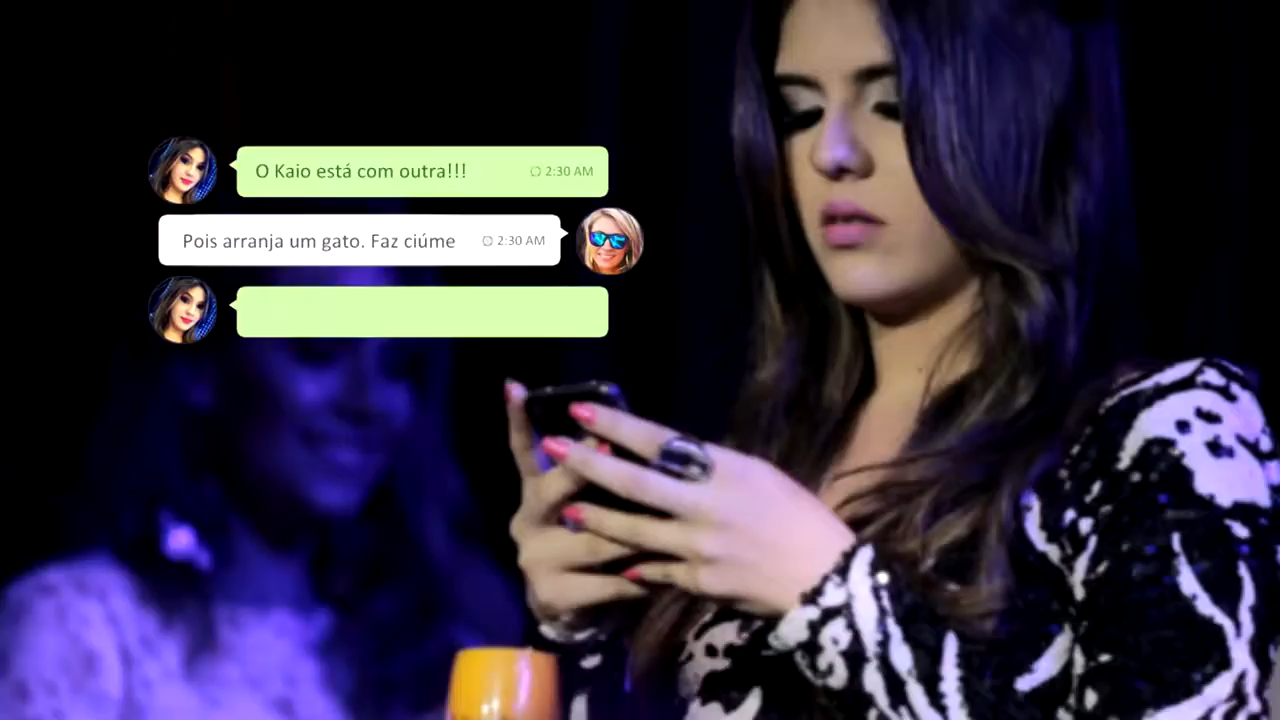 O Kaio está com outra!!! 2:30 AM
Pois arranja um gato. Faz ciúme 2:30 AM